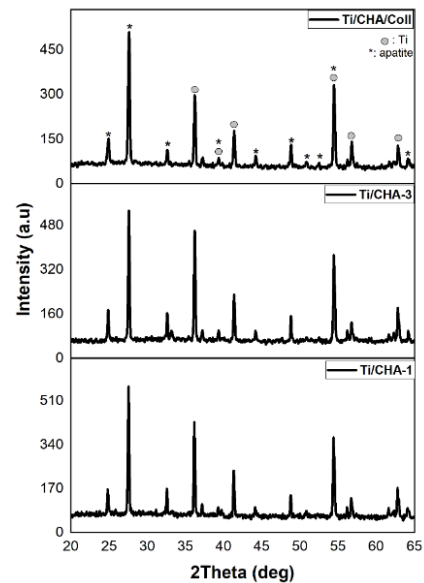 Ti/CHA/Coll
: Ti
*: apatite
450
300
150
0
* * * * * * * * * * *
Ti/CHA-3
480
320
160
0
Intensity (a.u)
Ti/CHA-1
510
340
170
0
20 25 30 35 40 45 50 55 60 65
2Theta (deg)